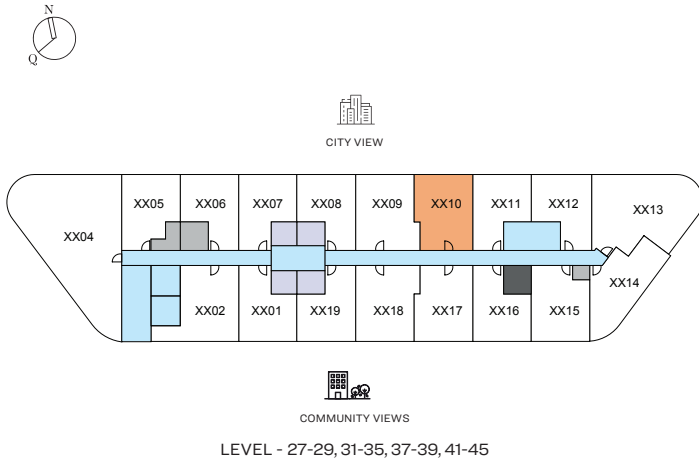 N
Q
CITY VIEW
XX05 XX06 XX07 XX08 XX09 XX10 XX11 XX12
XX13
XX04
XX14
XX02 XX01 XX19 XX18 XX17 XX16 XX15
COMMUNITY VIEWS
LEVEL - 27-29, 31-35, 37-39, 41-45